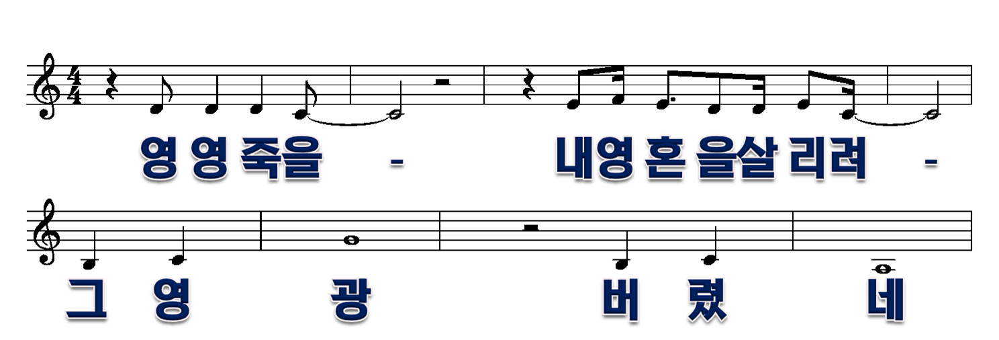 영 영 죽을 - 내영 혼 을살 리려 -
그 영 광 버 렸 네